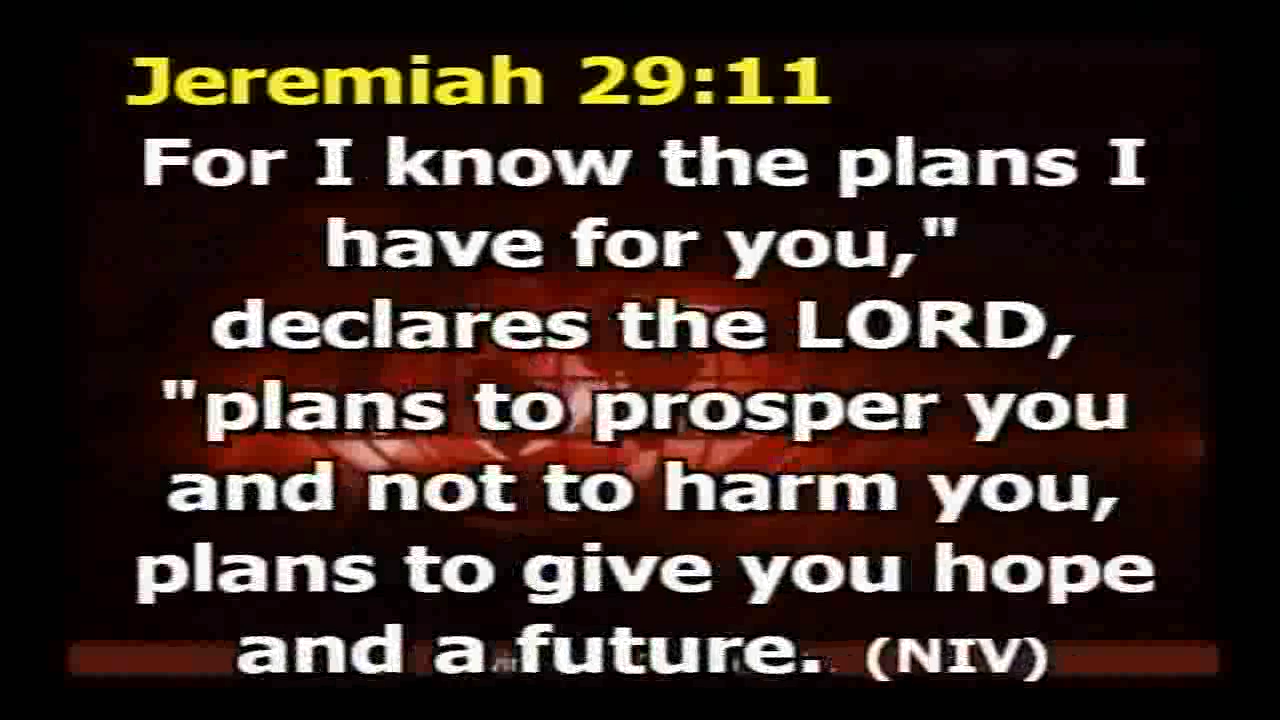 Jeremiah 29:11
For I know the plans I
have for you,"
declares the LORD,
"plans to prosper you
and not to harm you,
plans to give you hope
and a future. (NIV)